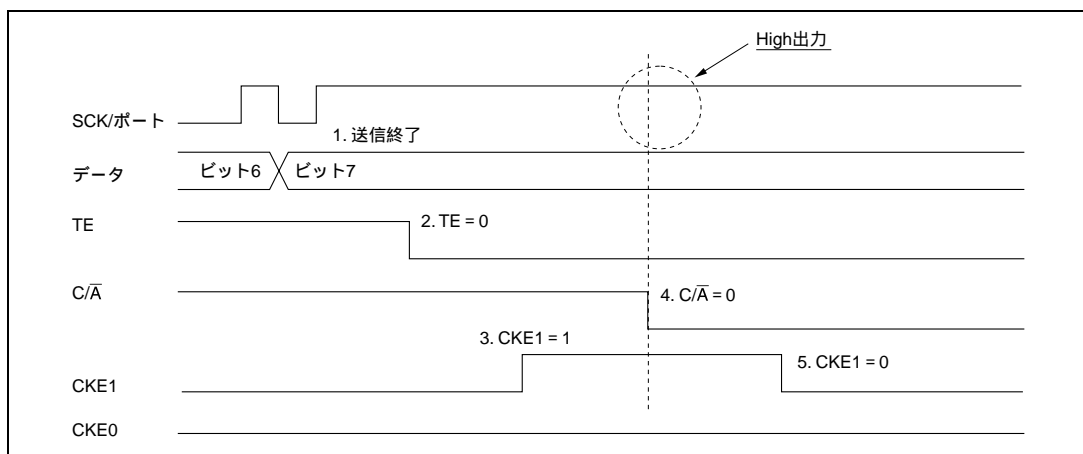 High出力
SCK/ポート
1. 送信終了
データ
ビット6
ビット7
TE
2. TE = 0
C/A̅
4. C/A̅ = 0
3. CKE1 = 1
5. CKE1 = 0
CKE1
CKE0